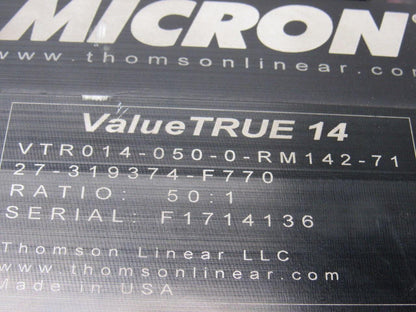 MICRON
www.thomsonlinear.com
ValueTRUE 14
VTR014-050-0-RM142-71
27-319374-F770
RATIO: 50:1
SERIAL: F1714136
Thomson Linear LLC
www.thomsonlinear.com
Made in USA